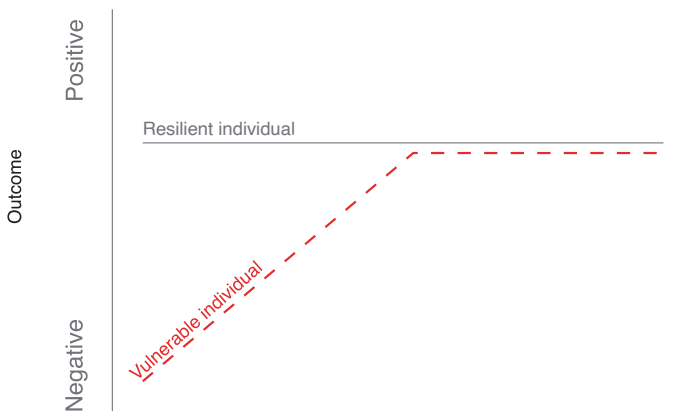 Positive
Resilient individual
Outcome
Vulnerable individual
Negative